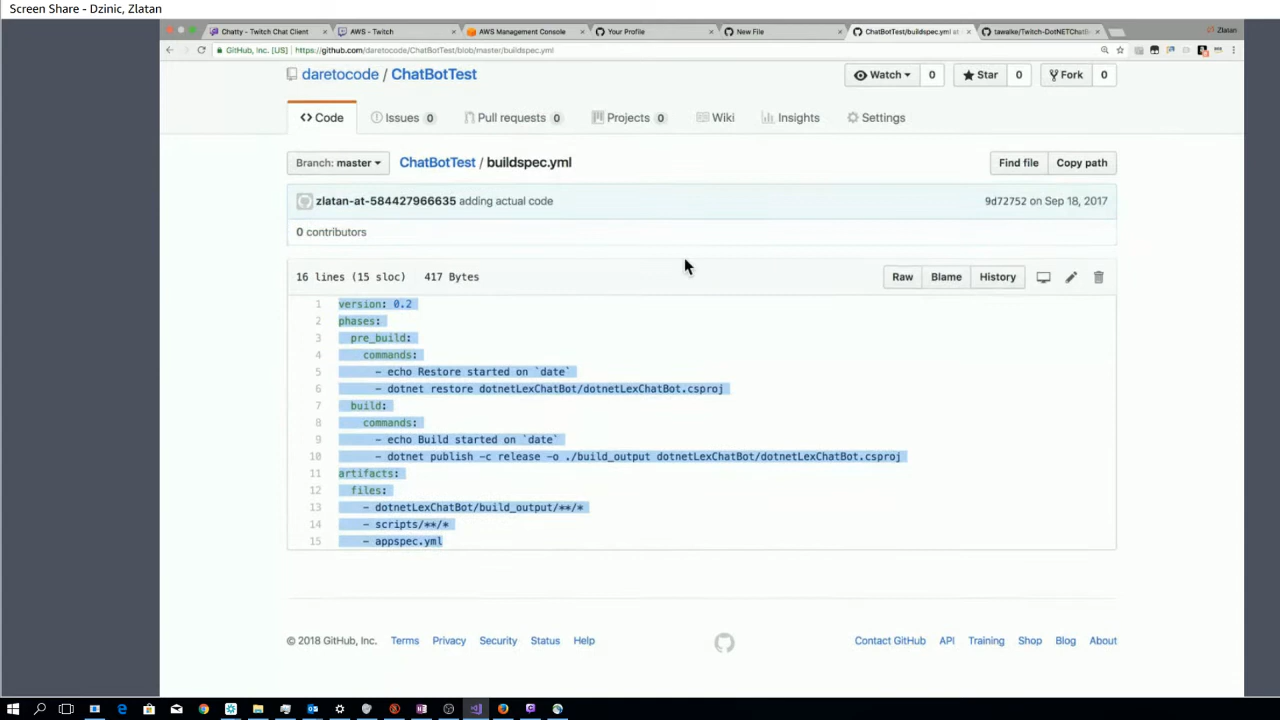 Screen Share - Dzinic, Zlatan
Chatty - Twitch Chat Client
AWS - Twitch
AWS Management Console
Your Profile
New File
ChatBotTest/buildspec.yml at
tawalke/Twitch-DotNETChatB
Zlatan
GitHub, Inc. [US] https://github.com/daretocode/ChatBotTest/blob/master/buildspec.yml
daretocode / ChatBotTest
Watch 0
Star 0
Fork 0
<> Code
Issues 0
Pull requests 0
Projects 0
Wiki
Insights
Settings
Branch: master
ChatBotTest / buildspec.yml
Find file
Copy path
zlatan-at-584427966635 adding actual code
9d72752 on Sep 18, 2017
0 contributors
16 lines (15 sloc) 417 Bytes
Raw
Blame
History
1 version: 0.2
2 phases:
3 pre_build:
4 commands:
5 - echo Restore started on `date`
6 - dotnet restore dotnetLexChatBot/dotnetLexChatBot.csproj
7 build:
8 commands:
9 - echo Build started on `date`
10 - dotnet publish -c release -o ./build_output dotnetLexChatBot/dotnetLexChatBot.csproj
11 artifacts:
12 files:
13 - dotnetLexChatBot/build_output/**/*
14 - scripts/**/*
15 - appspec.yml
© 2018 GitHub, Inc.
Terms
Privacy
Security
Status
Help
Contact GitHub
API
Training
Shop
Blog
About